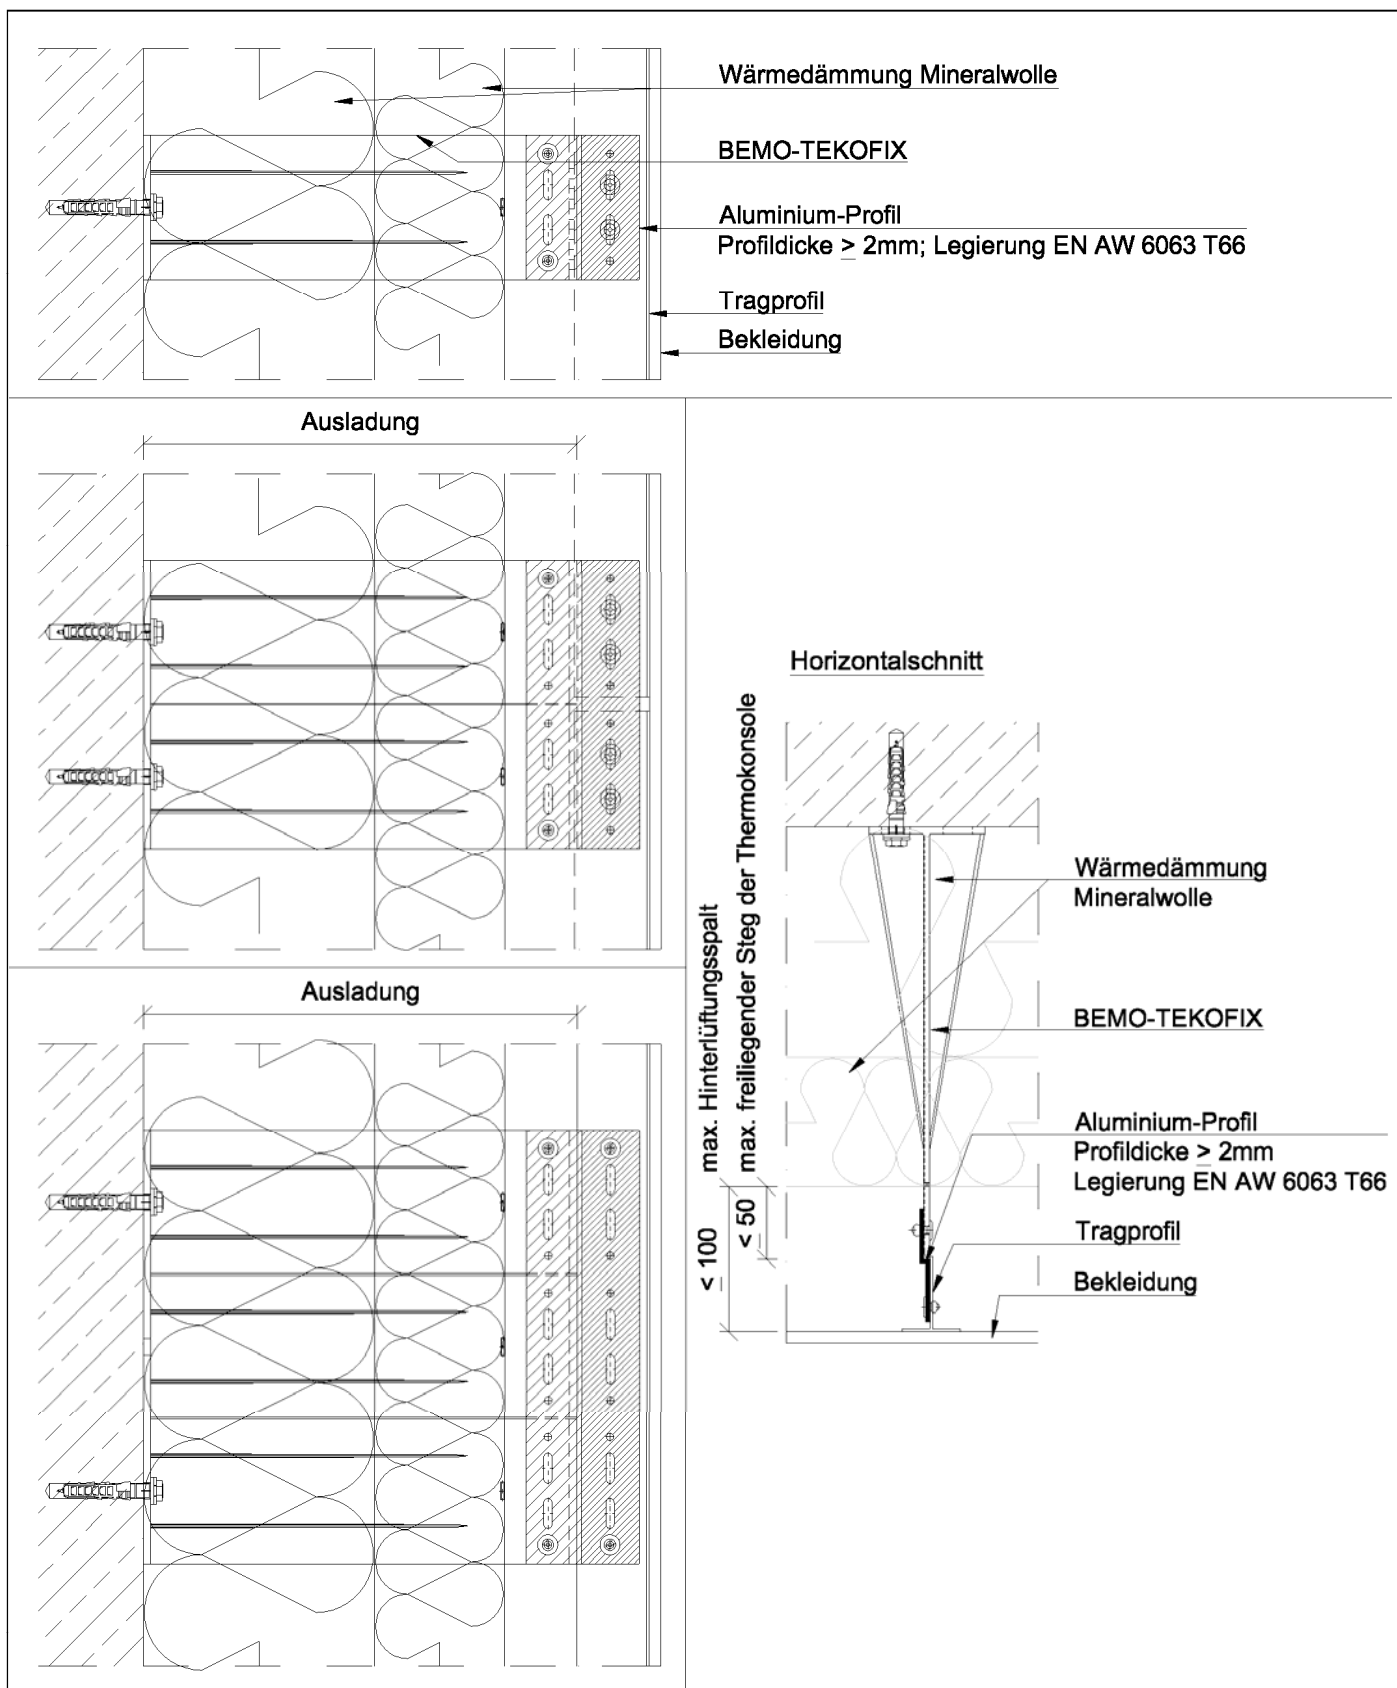 Wärmedämmung Mineralwolle
BEMO-TEKOFIX
Aluminium-Profil
Profildicke ≥ 2mm; Legierung EN AW 6063 T66
Tragprofil
Bekleidung
Ausladung
Ausladung
Horizontalschnitt
max. Hinterlüftungsspalt
max. freiliegender Steg der Thermokonsole
≤ 100
< 50
Wärmedämmung
Mineralwolle
BEMO-TEKOFIX
Aluminium-Profil
Profildicke ≥ 2mm
Legierung EN AW 6063 T66
Tragprofil
Bekleidung